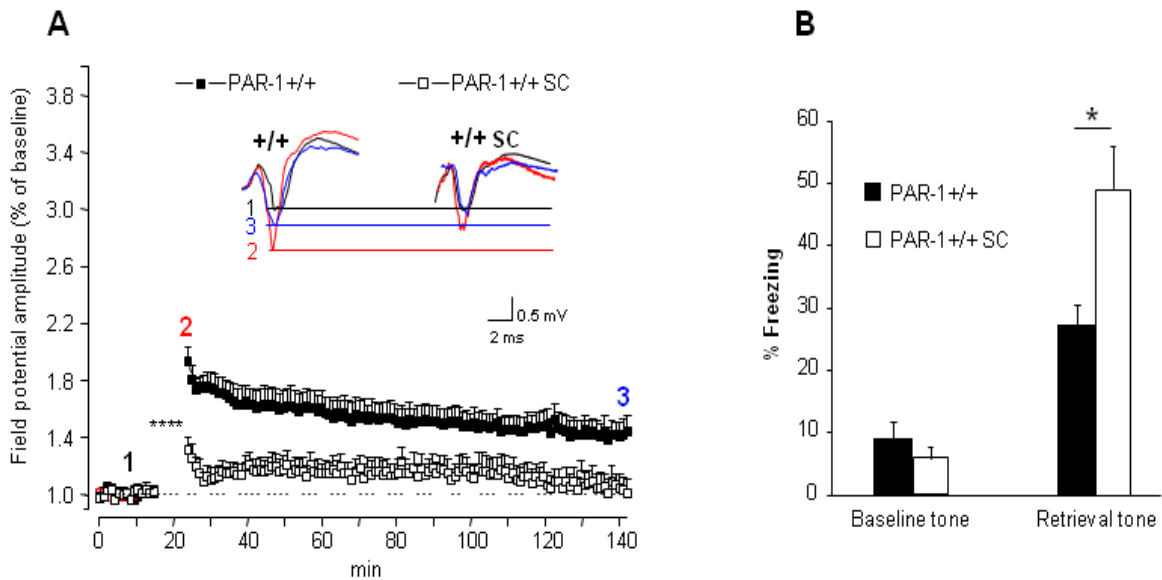 A
Field potential amplitude (% of baseline)
3.8
3.4
3.0
2.6
2.2
1.8
1.4
1.0
PAR-1+/+
PAR-1+/+ SC
+/+
+/+ SC
1
3
2
0.5 mV
2 ms
2
3
****
1
0
20
40
60
80
100
120
140
min
B
% Freezing
60
50
40
30
20
10
0
*
PAR-1+/+
PAR-1+/+ SC
Baseline tone
Retrieval tone